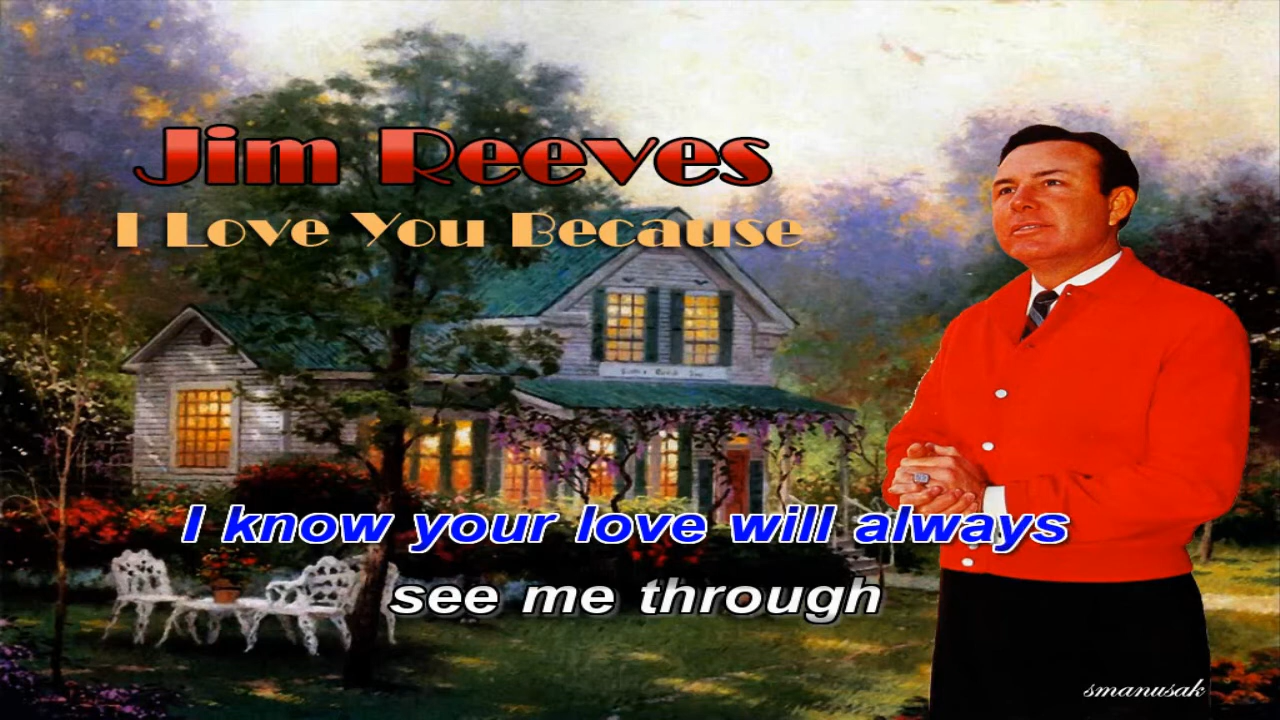 Jim Reeves
I Love You Because
I know your love will always
see me through
smanusak